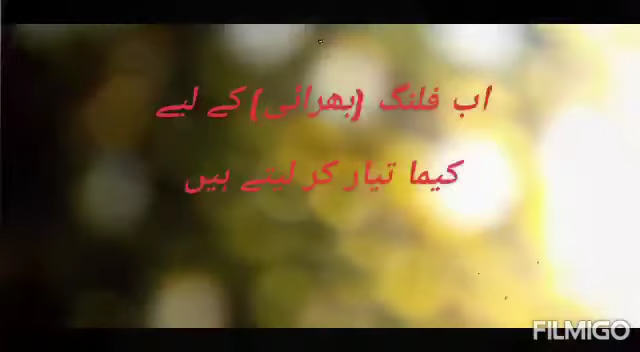 اب فلنگ (بھرائی) کے لیے
کیما تیار کر لیتے ہیں
FILMIGO